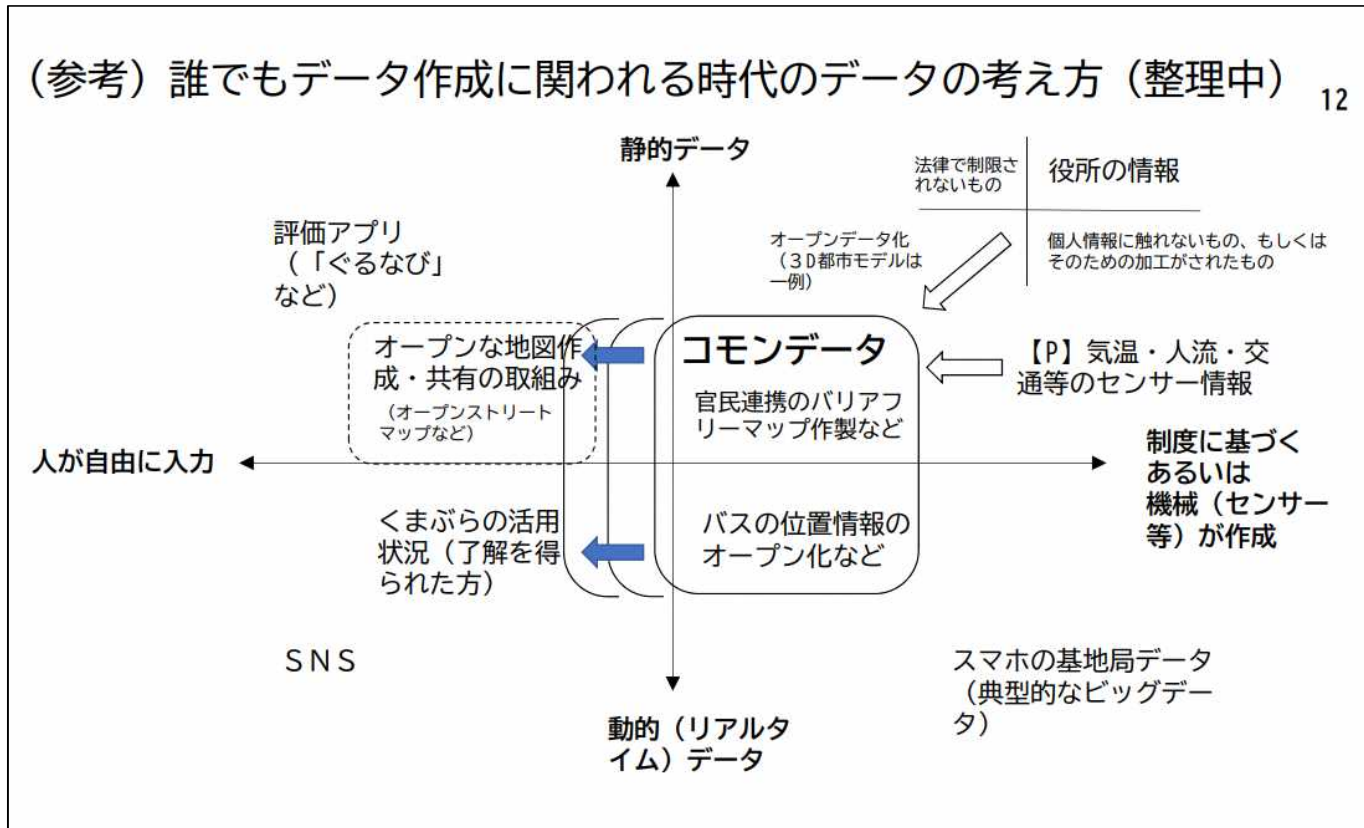 （参考）誰でもデータ作成に関われる時代のデータの考え方（整理中）
12
静的データ
法律で制限さ
れないもの
役所の情報
評価アプリ
（「ぐるなび」
など）
オープンデータ化
（３D都市モデルは
一例）
個人情報に触れないもの、もしくは
そのための加工がされたもの
オープンな地図作
成・共有の取組み
（オープンストリート
マップなど）
コモンデータ
官民連携のバリアフ
リーマップ作製など
【P】気温・人流・交
通等のセンサー情報
人が自由に入力
制度に基づく
あるいは
機械（センサー
等）が作成
くまぶらの活用
状況（了解を得
られた方）
バスの位置情報の
オープン化など
ＳＮＳ
スマホの基地局データ
（典型的なビッグデー
タ）
動的（リアルタ
イム）データ